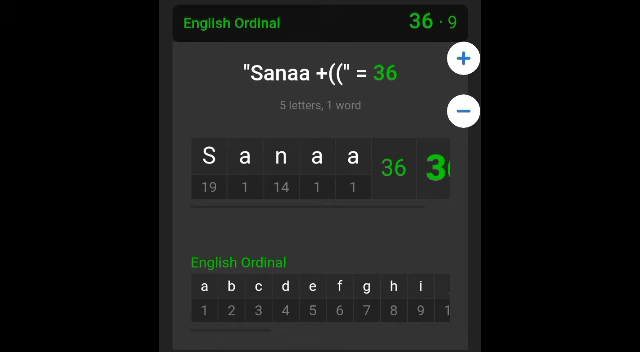 English Ordinal 36 · 9
"Sanaa +((" = 36
5 letters, 1 word
S a n a a 36
19 1 14 1 1
English Ordinal
a b c d e f g h i
1 2 3 4 5 6 7 8 9